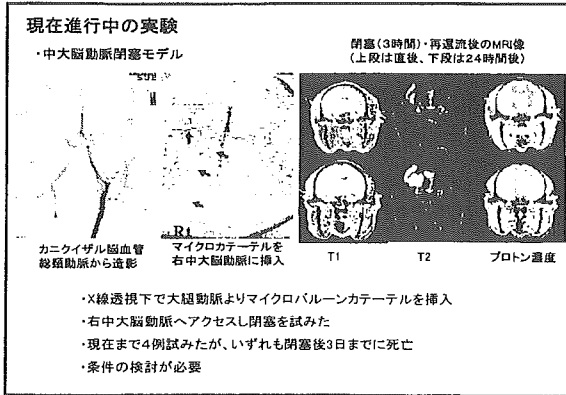 現在進行中の実験
・中大脳動脈閉塞モデル
閉塞(3時間)・再還流後のMRI像
(上段は直後、下段は24時間後)
R
カニクイザル脳血管
総頚動脈から造影
マイクロカテーテルを
右中大脳動脈に挿入
T1
T2
プロトン濃度
・X線透視下で大腿動脈よりマイクロバルーンカテーテルを挿入
・右中大脳動脈へアクセスし閉塞を試みた
・現在まで4例試みたが、いずれも閉塞後3日までに死亡
・条件の検討が必要